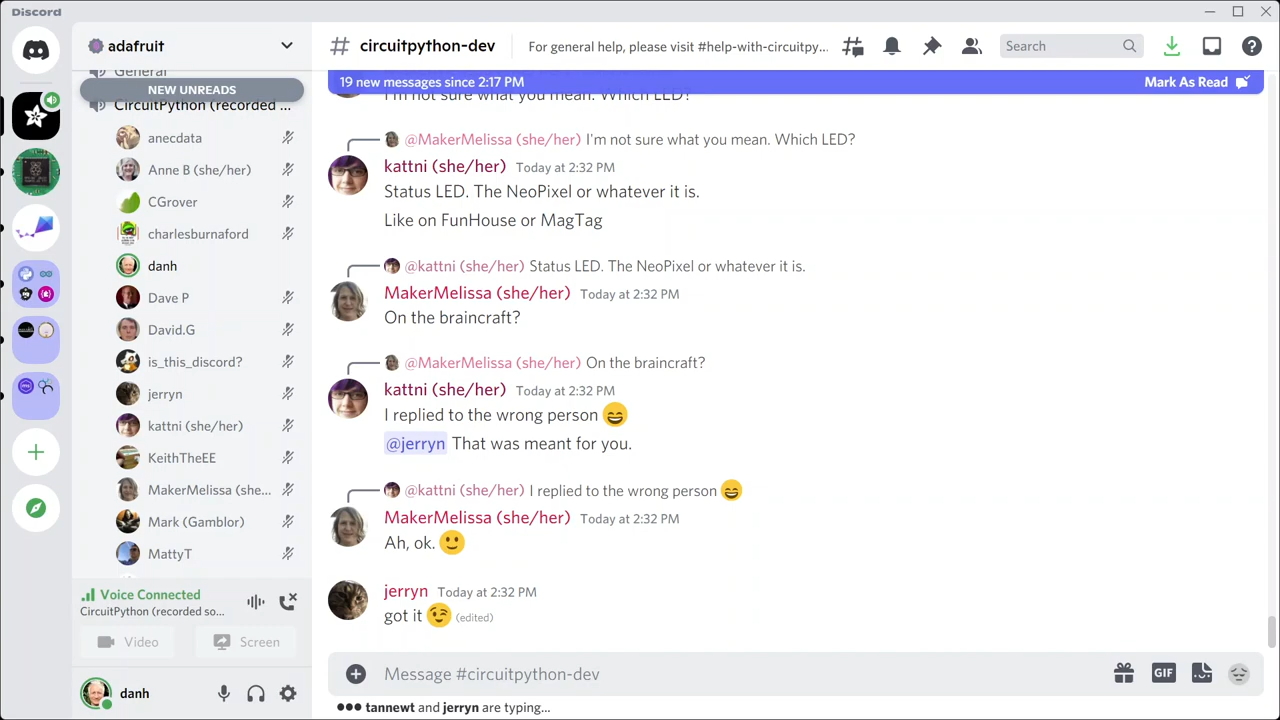 Discord
adafruit
General
NEW UNREADS
CircuitPython (recorded ...
anecdata
Anne B (she/her)
CGrover
charlesburnaford
danh
Dave P
David.G
is_this_discord?
jerryn
kattni (she/her)
KeithTheEE
MakerMelissa (she...
Mark (Gamblor)
MattyT
Voice Connected
CircuitPython (recorded so...
Video
Screen
danh
# circuitpython-dev
For general help, please visit #help-with-circuitpy...
Search
19 new messages since 2:17 PM
Mark As Read
I'm not sure what you mean. Which LED?
@MakerMelissa (she/her) I'm not sure what you mean. Which LED?
kattni (she/her) Today at 2:32 PM
Status LED. The NeoPixel or whatever it is.
Like on FunHouse or MagTag
@kattni (she/her) Status LED. The NeoPixel or whatever it is.
MakerMelissa (she/her) Today at 2:32 PM
On the braincraft?
@MakerMelissa (she/her) On the braincraft?
kattni (she/her) Today at 2:32 PM
I replied to the wrong person 😄
@jerryn That was meant for you.
@kattni (she/her) I replied to the wrong person 😄
MakerMelissa (she/her) Today at 2:32 PM
Ah, ok. 🙂
jerryn Today at 2:32 PM
got it 😉 (edited)
Message #circuitpython-dev
GIF
tannewt and jerryn are typing...